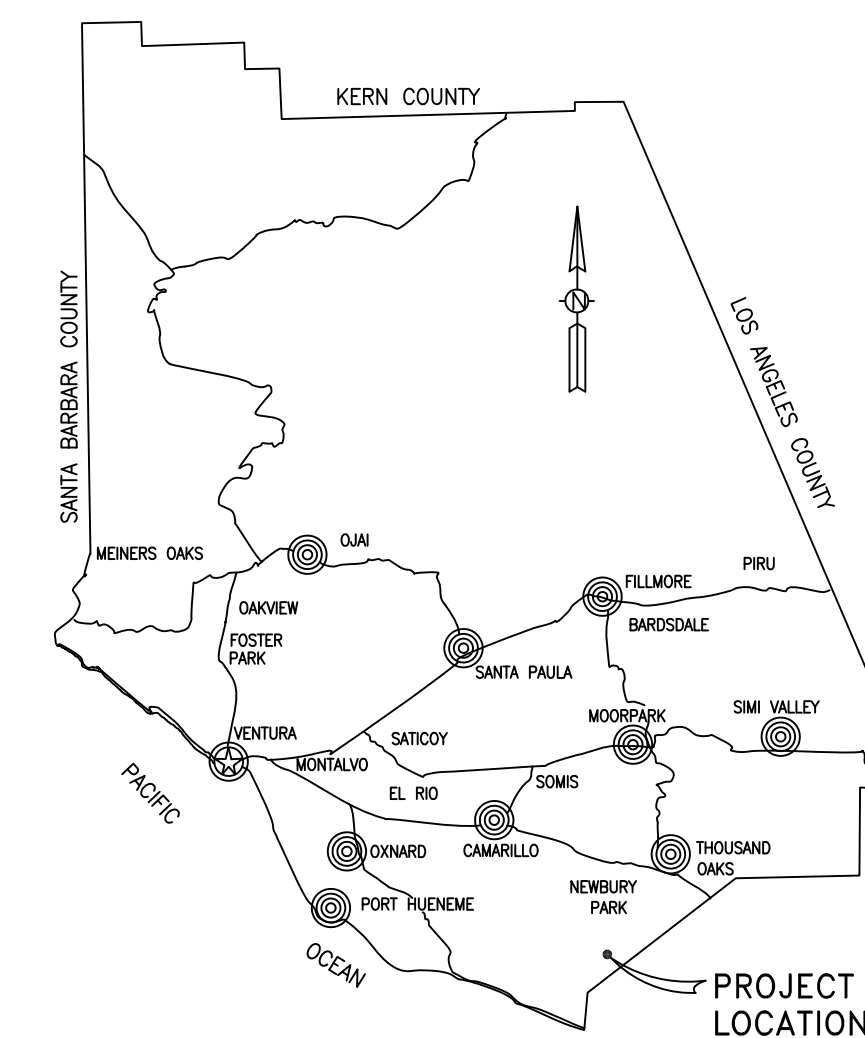 KERN COUNTY
SANTA BARBARA COUNTY
N
LOS ANGELES COUNTY
MEINERS OAKS
OJAI
PIRU
FILLMORE
OAKVIEW
BARDSDALE
FOSTER
PARK
SANTA PAULA
SIMI VALLEY
MOORPARK
VENTURA
SATICOY
MONTALVO
PACIFIC
SOMIS
EL RIO
OXNARD
CAMARILLO
THOUSAND
OAKS
NEWBURY
PARK
PORT HUENEME
OCEAN
PROJECT
LOCATION